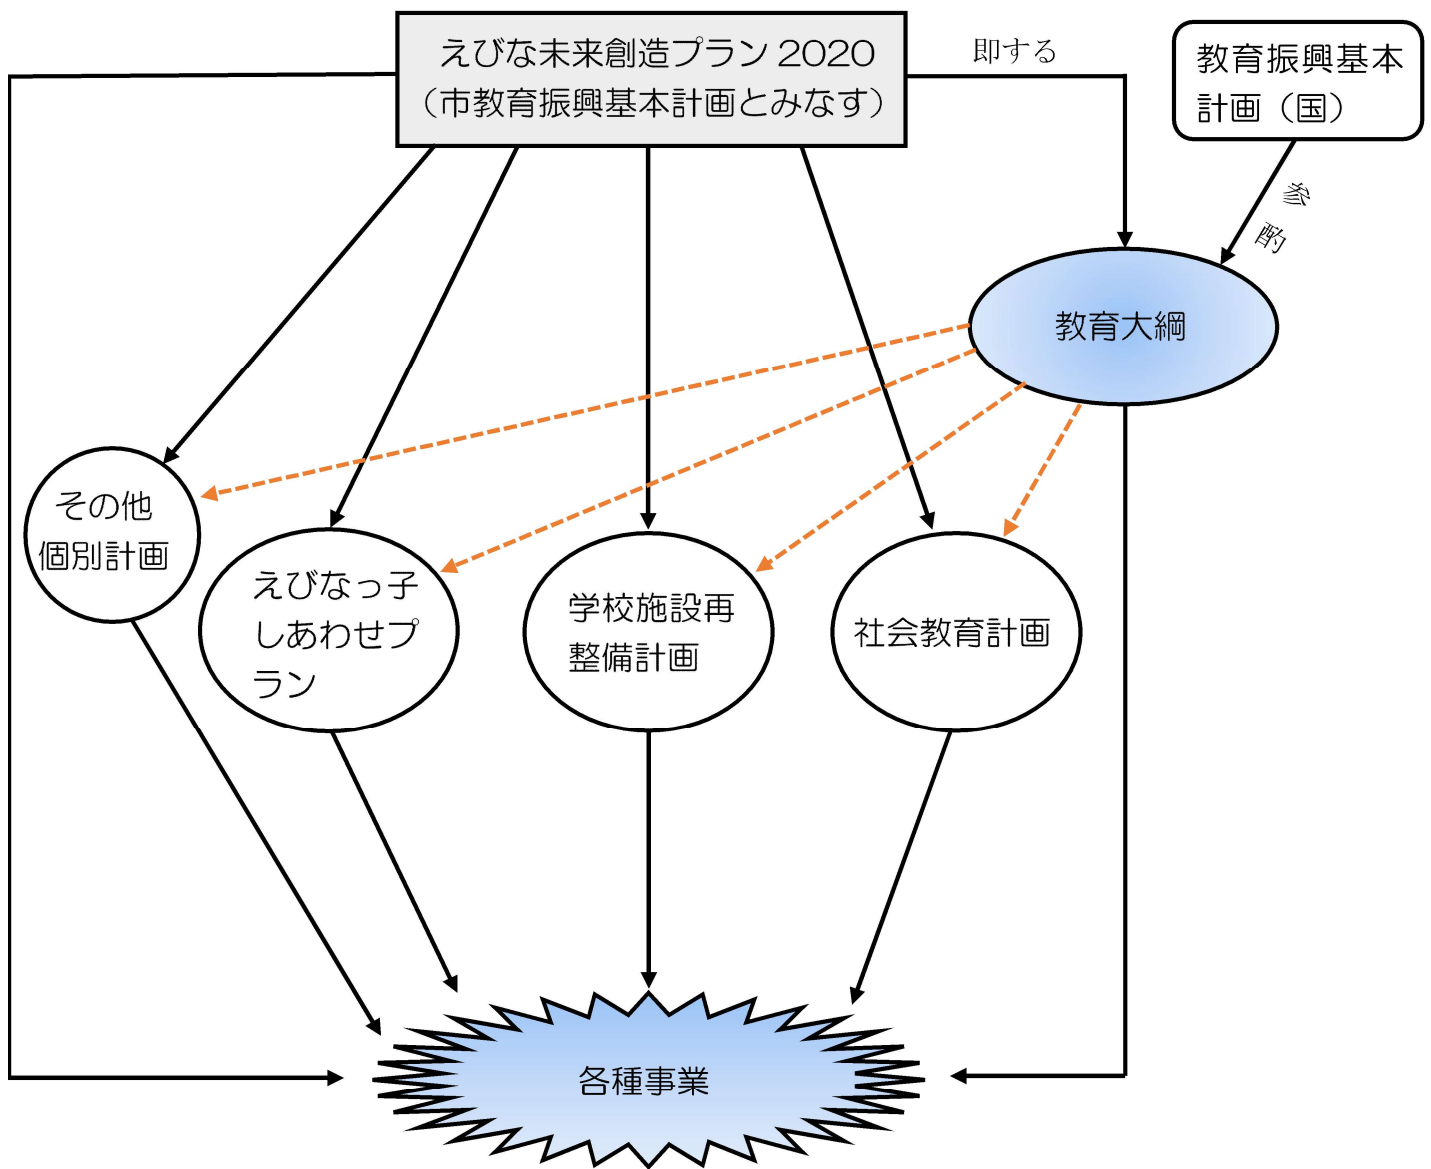 えびな未来創造プラン2020
（市教育振興基本計画とみなす）
即する
教育振興基本
計画（国）
参酌
教育大綱
その他
個別計画
えびなっ子
しあわせプ
ラン
学校施設再
整備計画
社会教育計画
各種事業